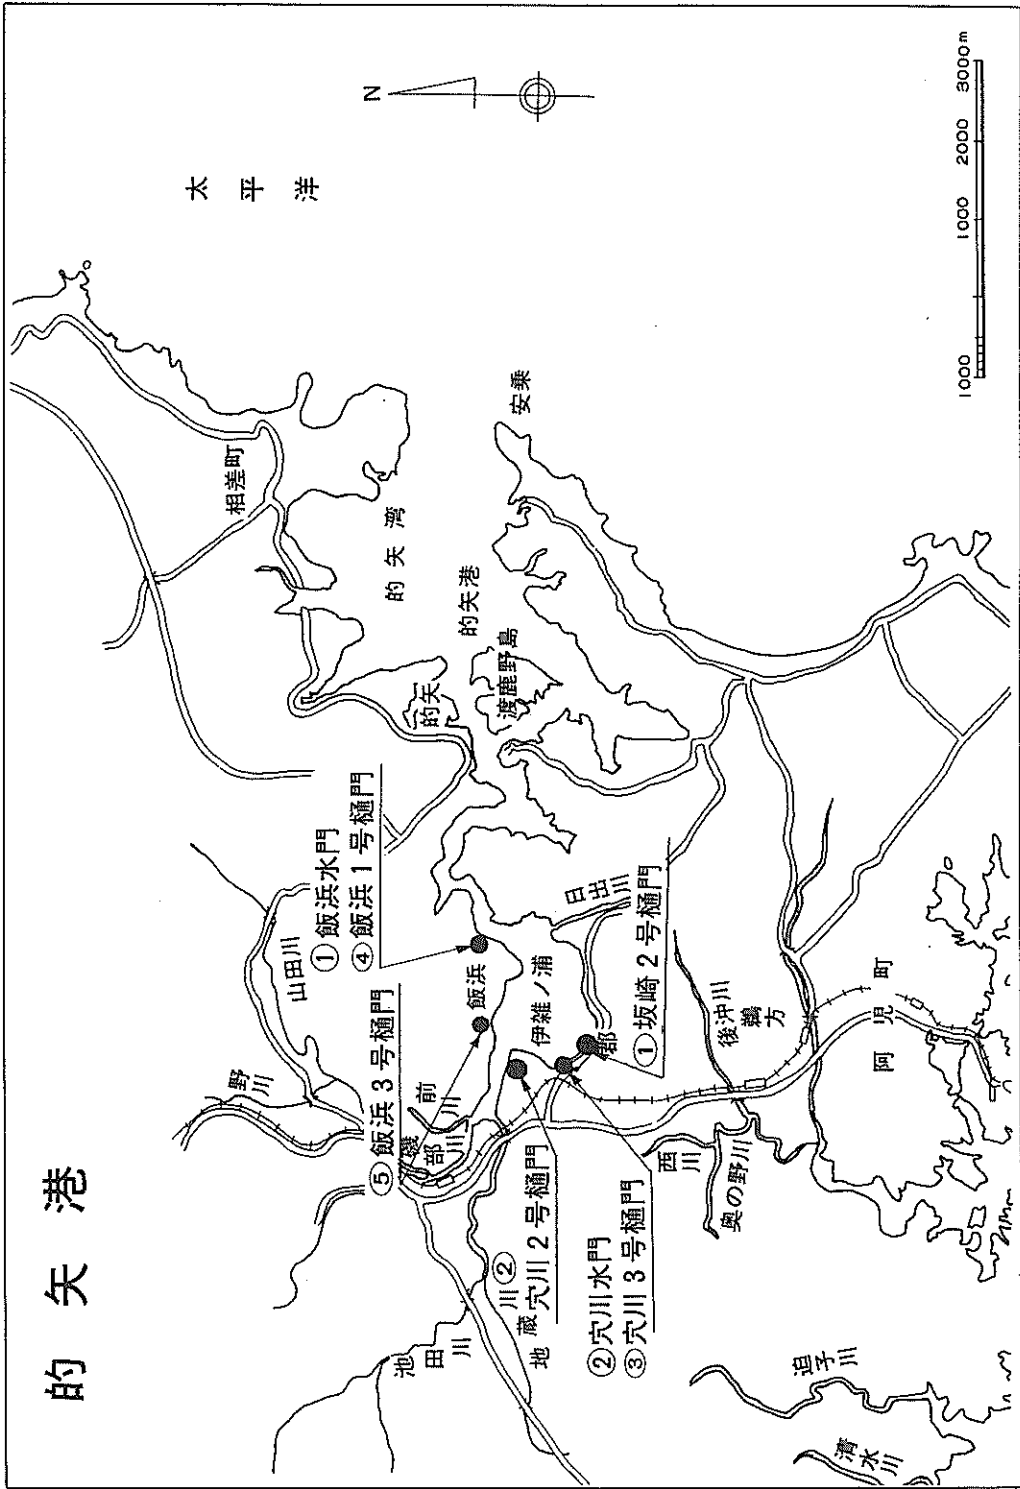 的矢港
N
太平洋
相差町
的矢湾
安乗
的矢港
渡鹿野島
的矢
①飯浜水門
④飯浜1号樋門
山田川
⑤飯浜3号樋門
野川
飯浜
伊雑ノ浦
日出川
①坂崎2号樋門
郡
前川
磯部川
池田川
地蔵川
②穴川2号樋門
②穴川水門
③穴川3号樋門
西川
奥の野川
後沖川
鵜方
阿児町
迫子川
清水川
1000 1000 2000 3000m